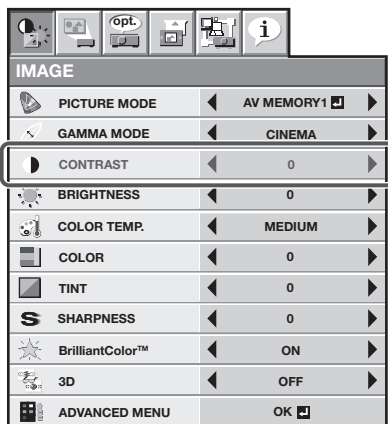 opt.
i
IMAGE
PICTURE MODE AV MEMORY1
GAMMA MODE CINEMA
CONTRAST 0
BRIGHTNESS 0
COLOR TEMP. MEDIUM
COLOR 0
TINT 0
S SHARPNESS 0
BrilliantColor™ ON
3D OFF
ADVANCED MENU OK